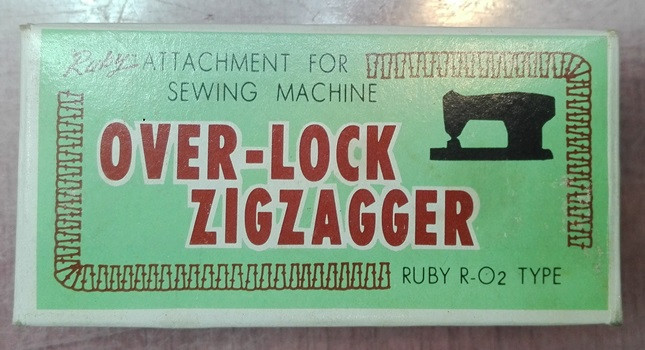 Ruby ATTACHMENT FOR
SEWING MACHINE
OVER-LOCK
ZIGZAGGER
RUBY R-O2 TYPE